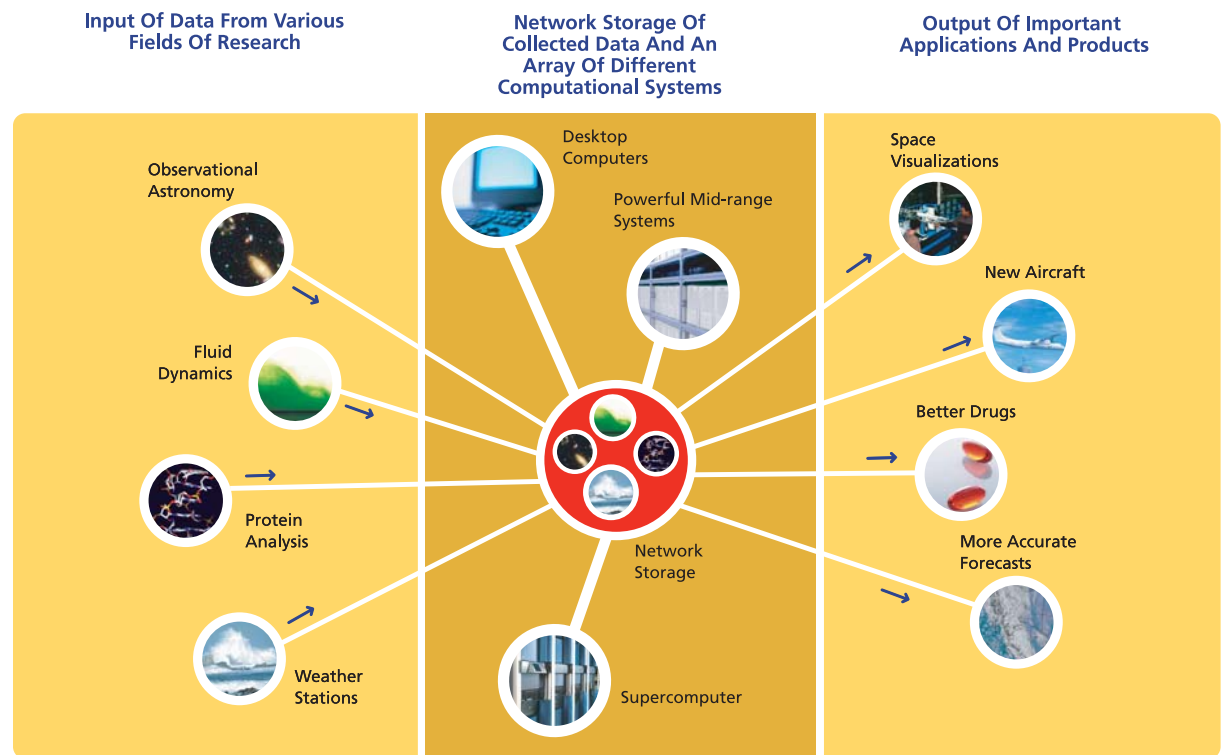 Input Of Data From Various
Fields Of Research
Network Storage Of
Collected Data And An
Array Of Different
Computational Systems
Output Of Important
Applications And Products
Observational
Astronomy
Fluid
Dynamics
Protein
Analysis
Weather
Stations
Desktop
Computers
Powerful Mid-range
Systems
Network
Storage
Supercomputer
Space
Visualizations
New Aircraft
Better Drugs
More Accurate
Forecasts